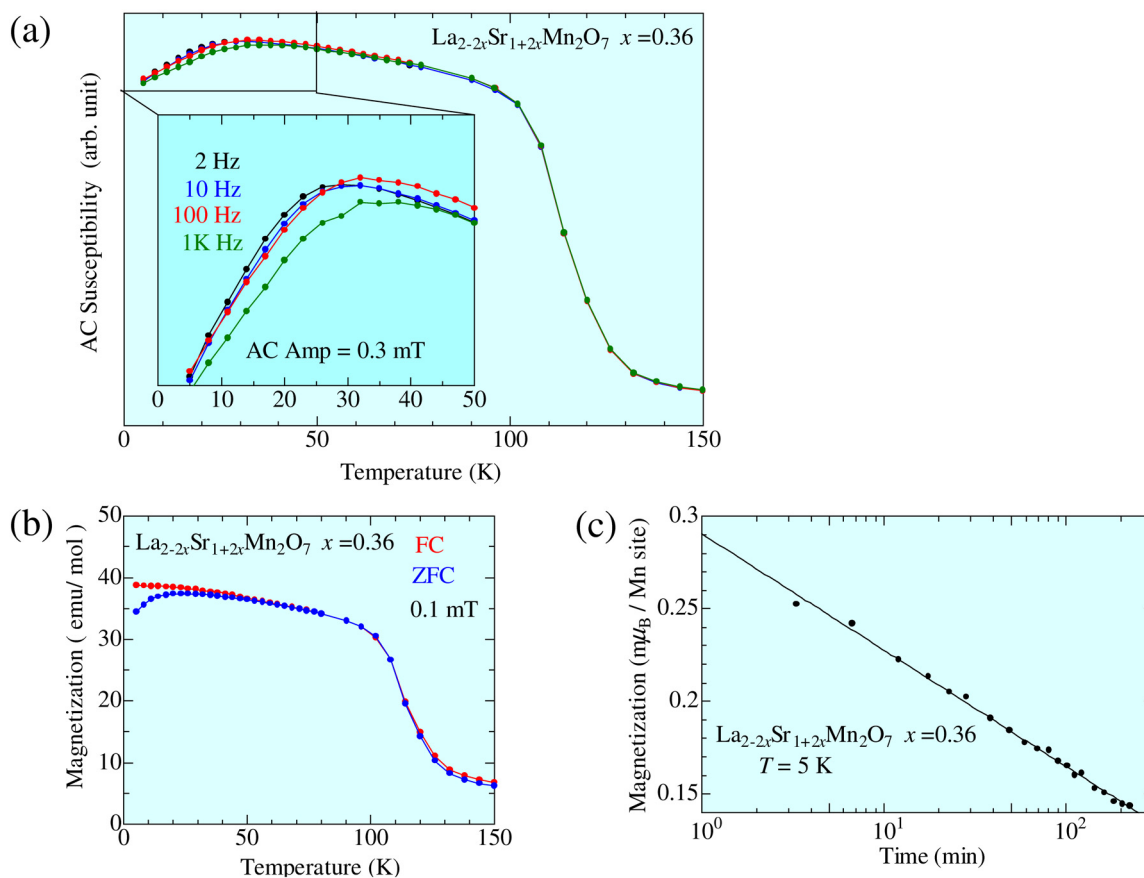 (a)
La2-2xSr1+2xMn2O7 x=0.36
AC Susceptibility (arb. unit)
2 Hz
10 Hz
100 Hz
1K Hz
AC Amp = 0.3 mT
0 10 20 30 40 50
0 50 100 150
Temperature (K)
(b)
Magnetization ( emu/ mol )
50
40
30
20
10
0
La2-2xSr1+2xMn2O7 x=0.36
FC
ZFC
0.1 mT
0 50 100 150
Temperature (K)
(c)
Magnetization (mμB / Mn site)
0.3
0.25
0.2
0.15
La2-2xSr1+2xMn2O7 x=0.36
T = 5 K
10^0 10^1 10^2
Time (min)